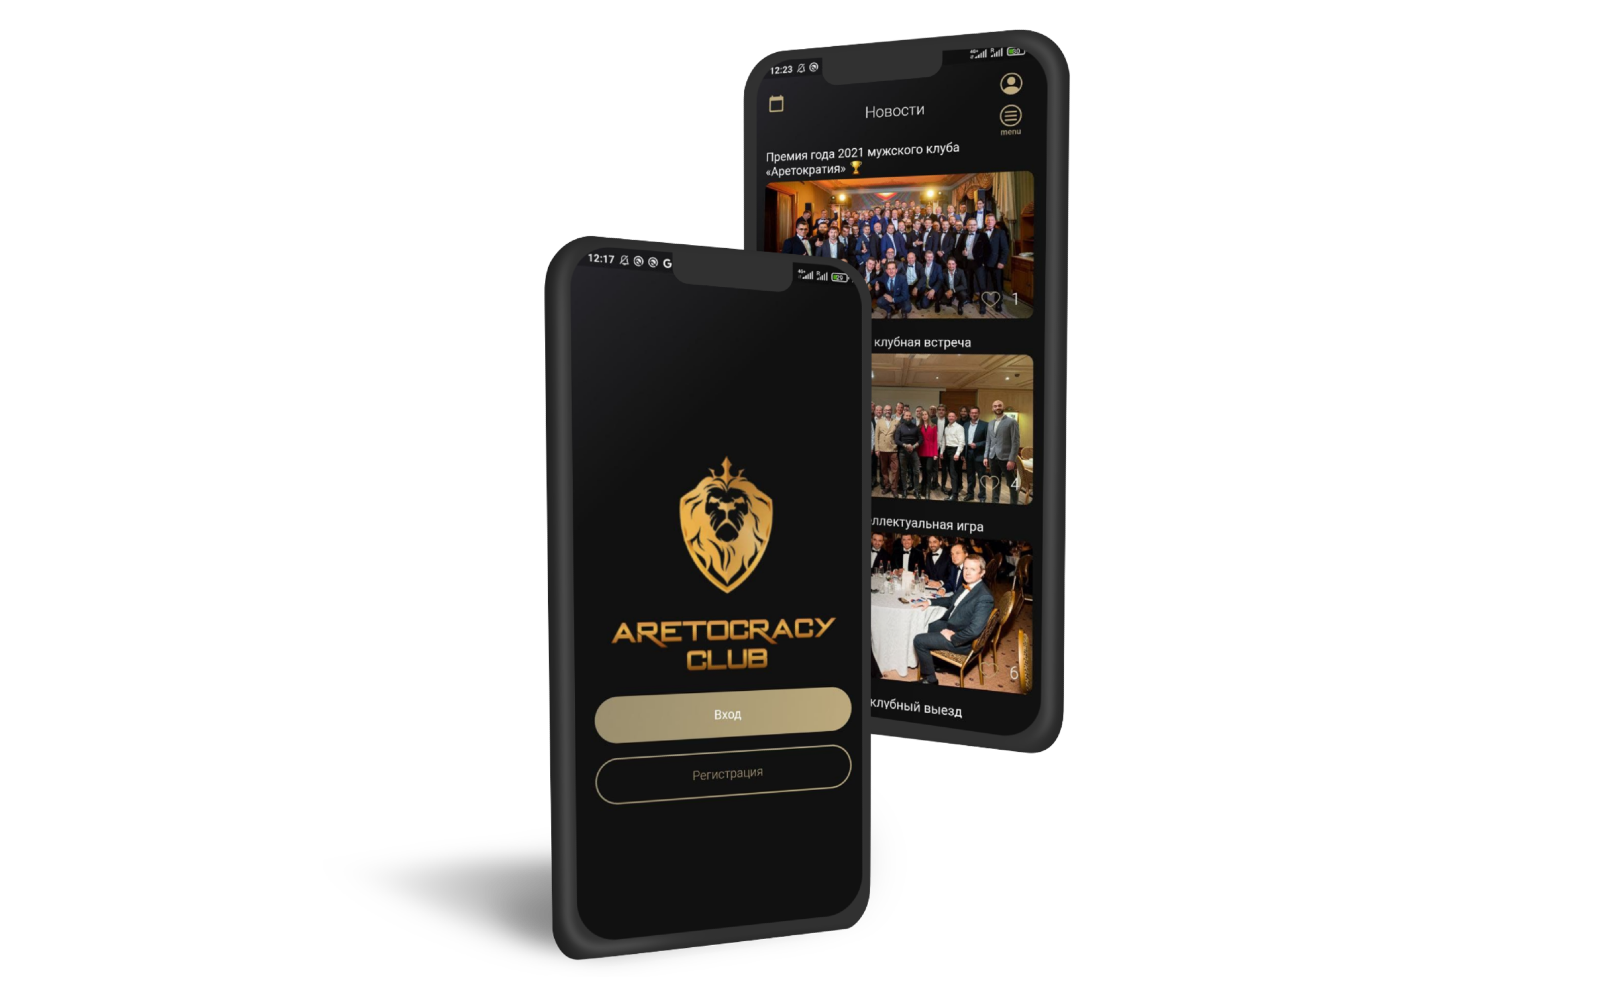 12:23
Новости
menu
Премия года 2021 мужского клуба
«Аретократия» 🏆
1
клубная встреча
4
ллектуальная игра
6
клубный выезд
12:17
G
ARETOCRACY
CLUB
Вход
Регистрация